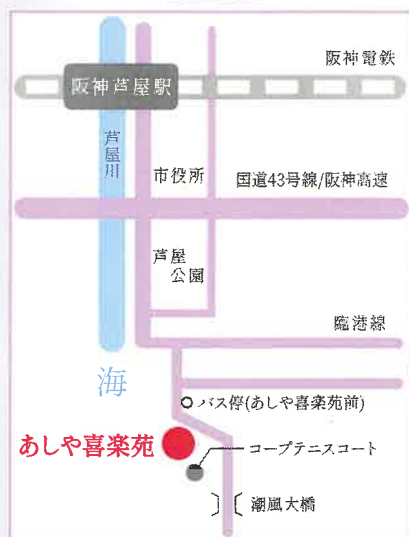 阪神電鉄
阪神芦屋駅
芦屋川
市役所
国道43号線/阪神高速
芦屋
公園
臨港線
海
バス停(あしや喜楽苑前)
あしや喜楽苑
コープテニスコート
潮風大橋